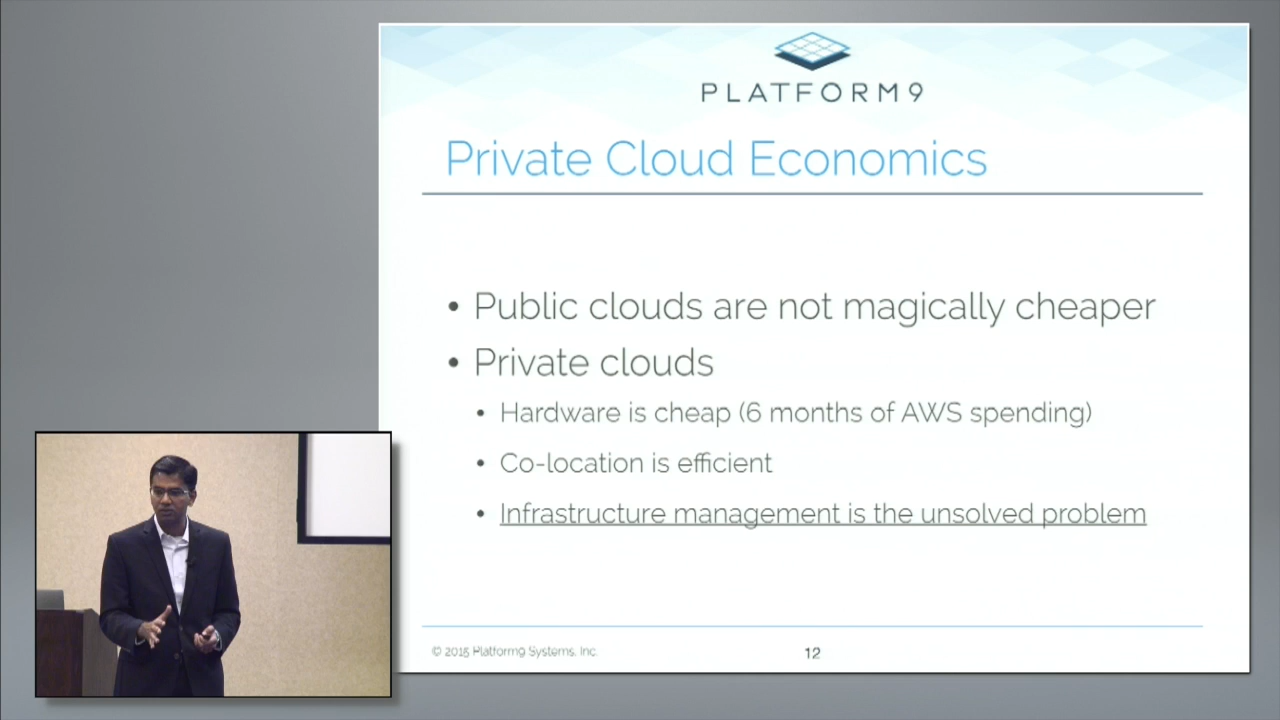 PLATFORM9
Private Cloud Economics
• Public clouds are not magically cheaper
• Private clouds
• Hardware is cheap (6 months of AWS spending)
• Co-location is efficient
• Infrastructure management is the unsolved problem
© 2015 Platform9 Systems, Inc.
12